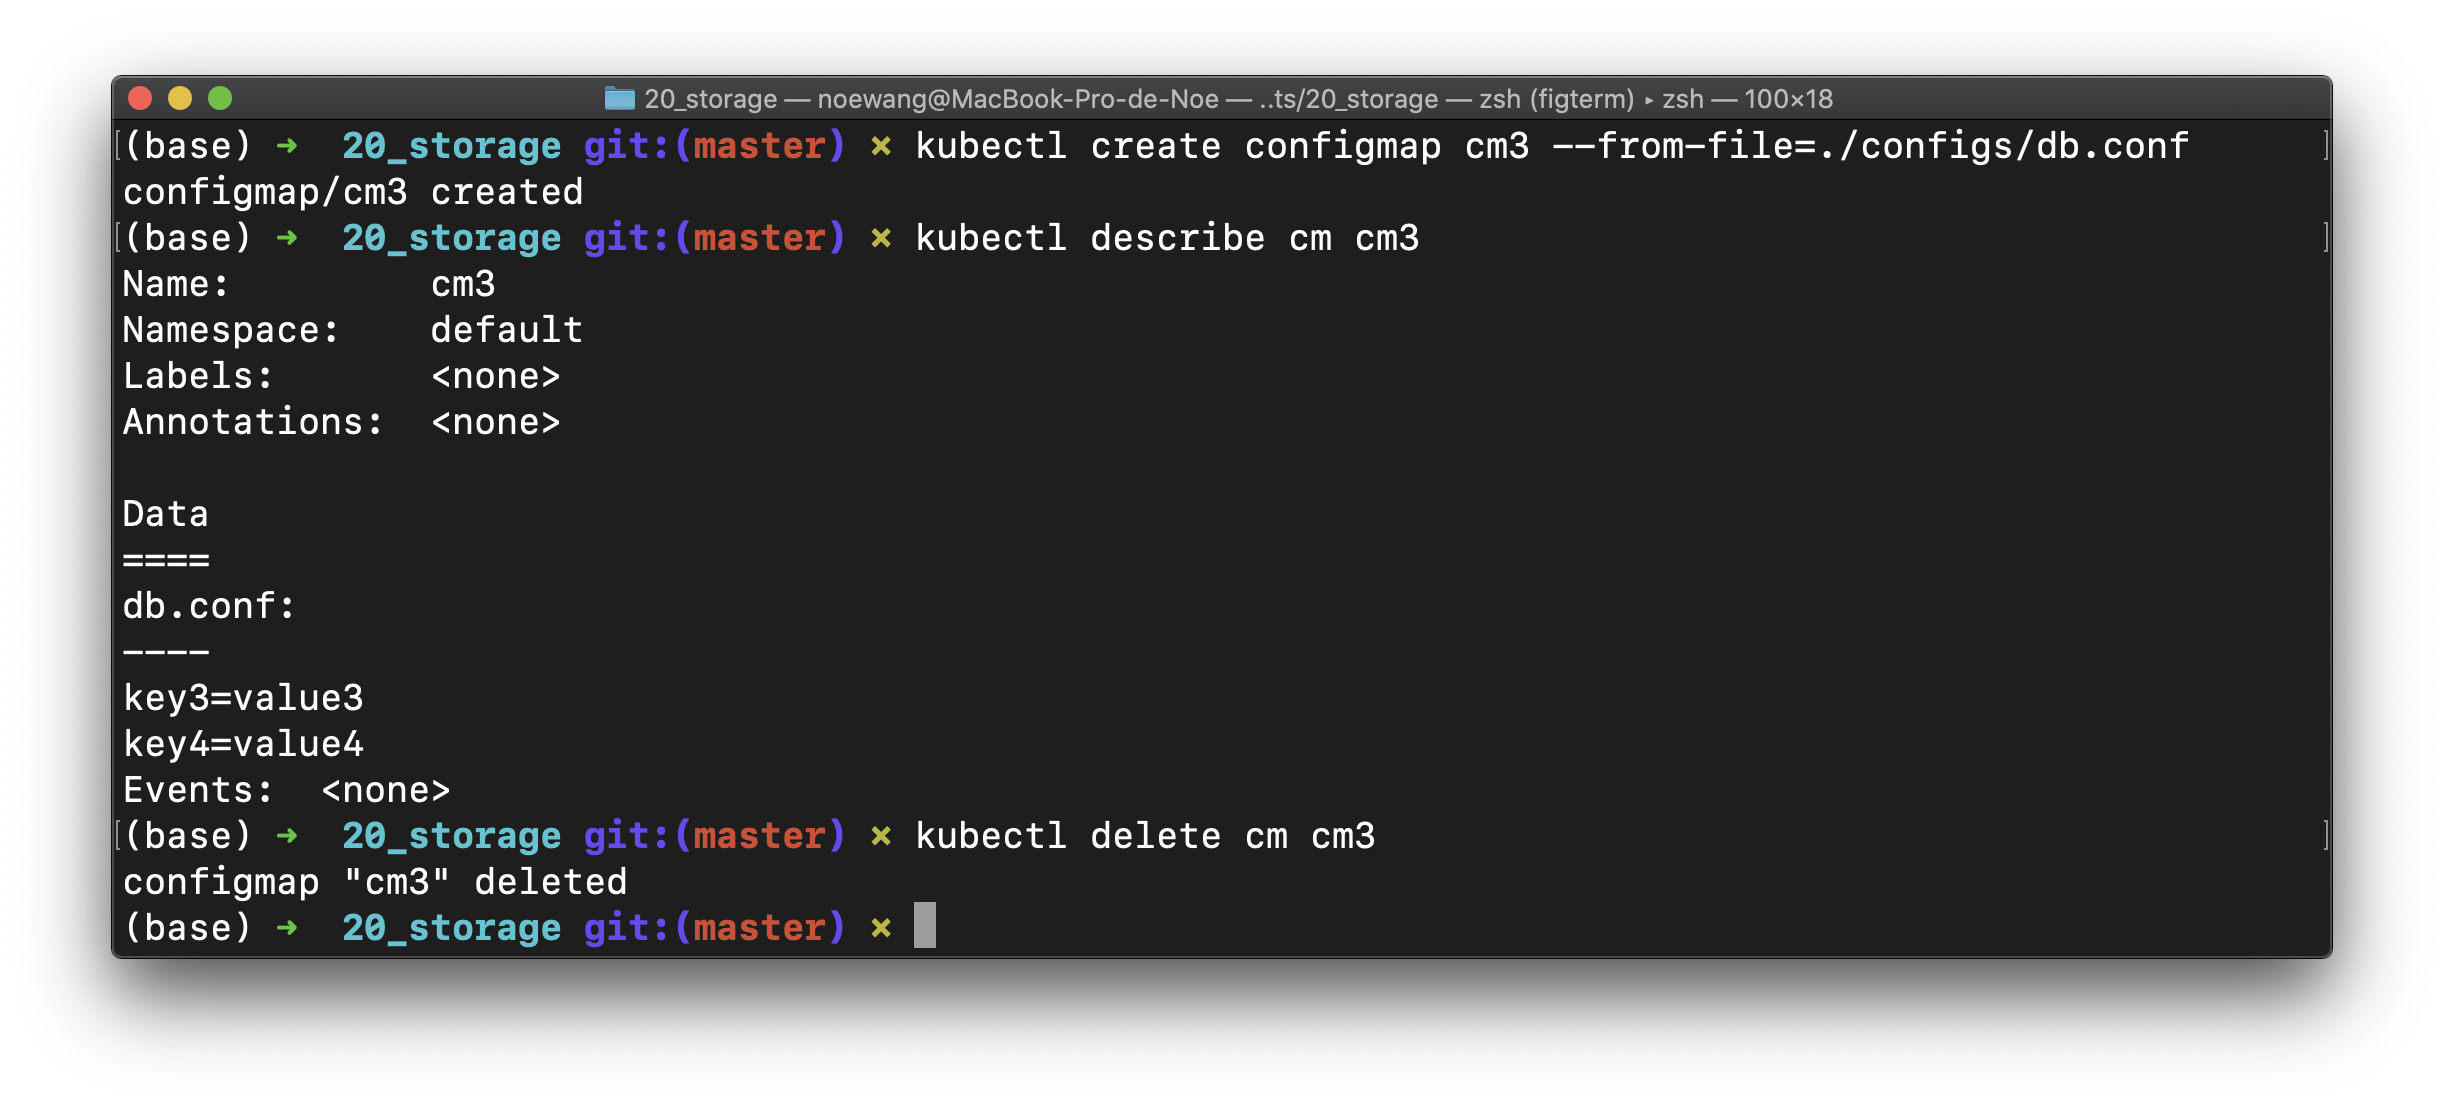 20_storage — noewang@MacBook-Pro-de-Noe — ..ts/20_storage — zsh (figterm) ▸ zsh — 100×18
(base) ➜  20_storage git:(master) ✗ kubectl create configmap cm3 --from-file=./configs/db.conf
configmap/cm3 created
(base) ➜  20_storage git:(master) ✗ kubectl describe cm cm3
Name:         cm3
Namespace:    default
Labels:       <none>
Annotations:  <none>

Data
====
db.conf:
----
key3=value3
key4=value4
Events:  <none>
(base) ➜  20_storage git:(master) ✗ kubectl delete cm cm3
configmap "cm3" deleted
(base) ➜  20_storage git:(master) ✗